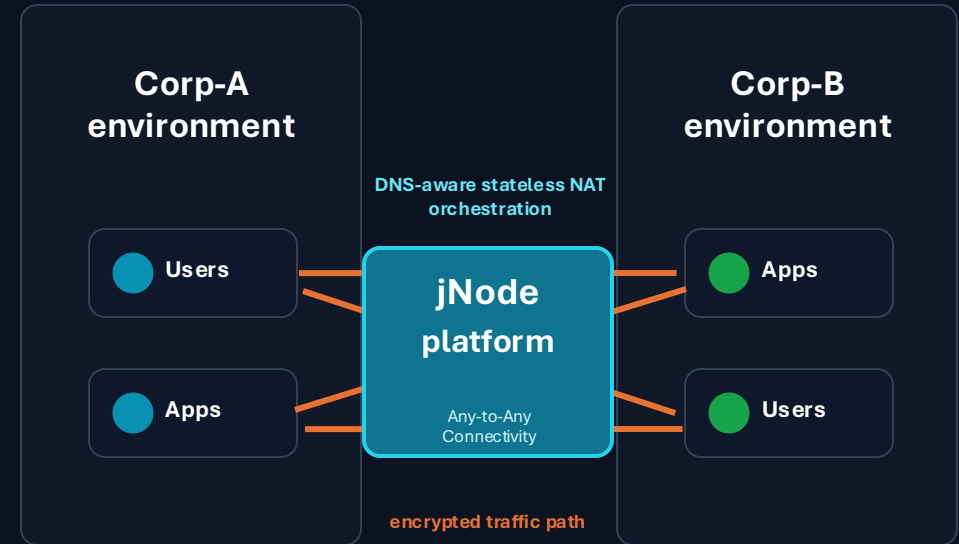 Corp-A
environment
Users
Apps
DNS-aware stateless NAT
orchestration
jNode
platform
Any-to-Any
Connectivity
encrypted traffic path
Corp-B
environment
Apps
Users